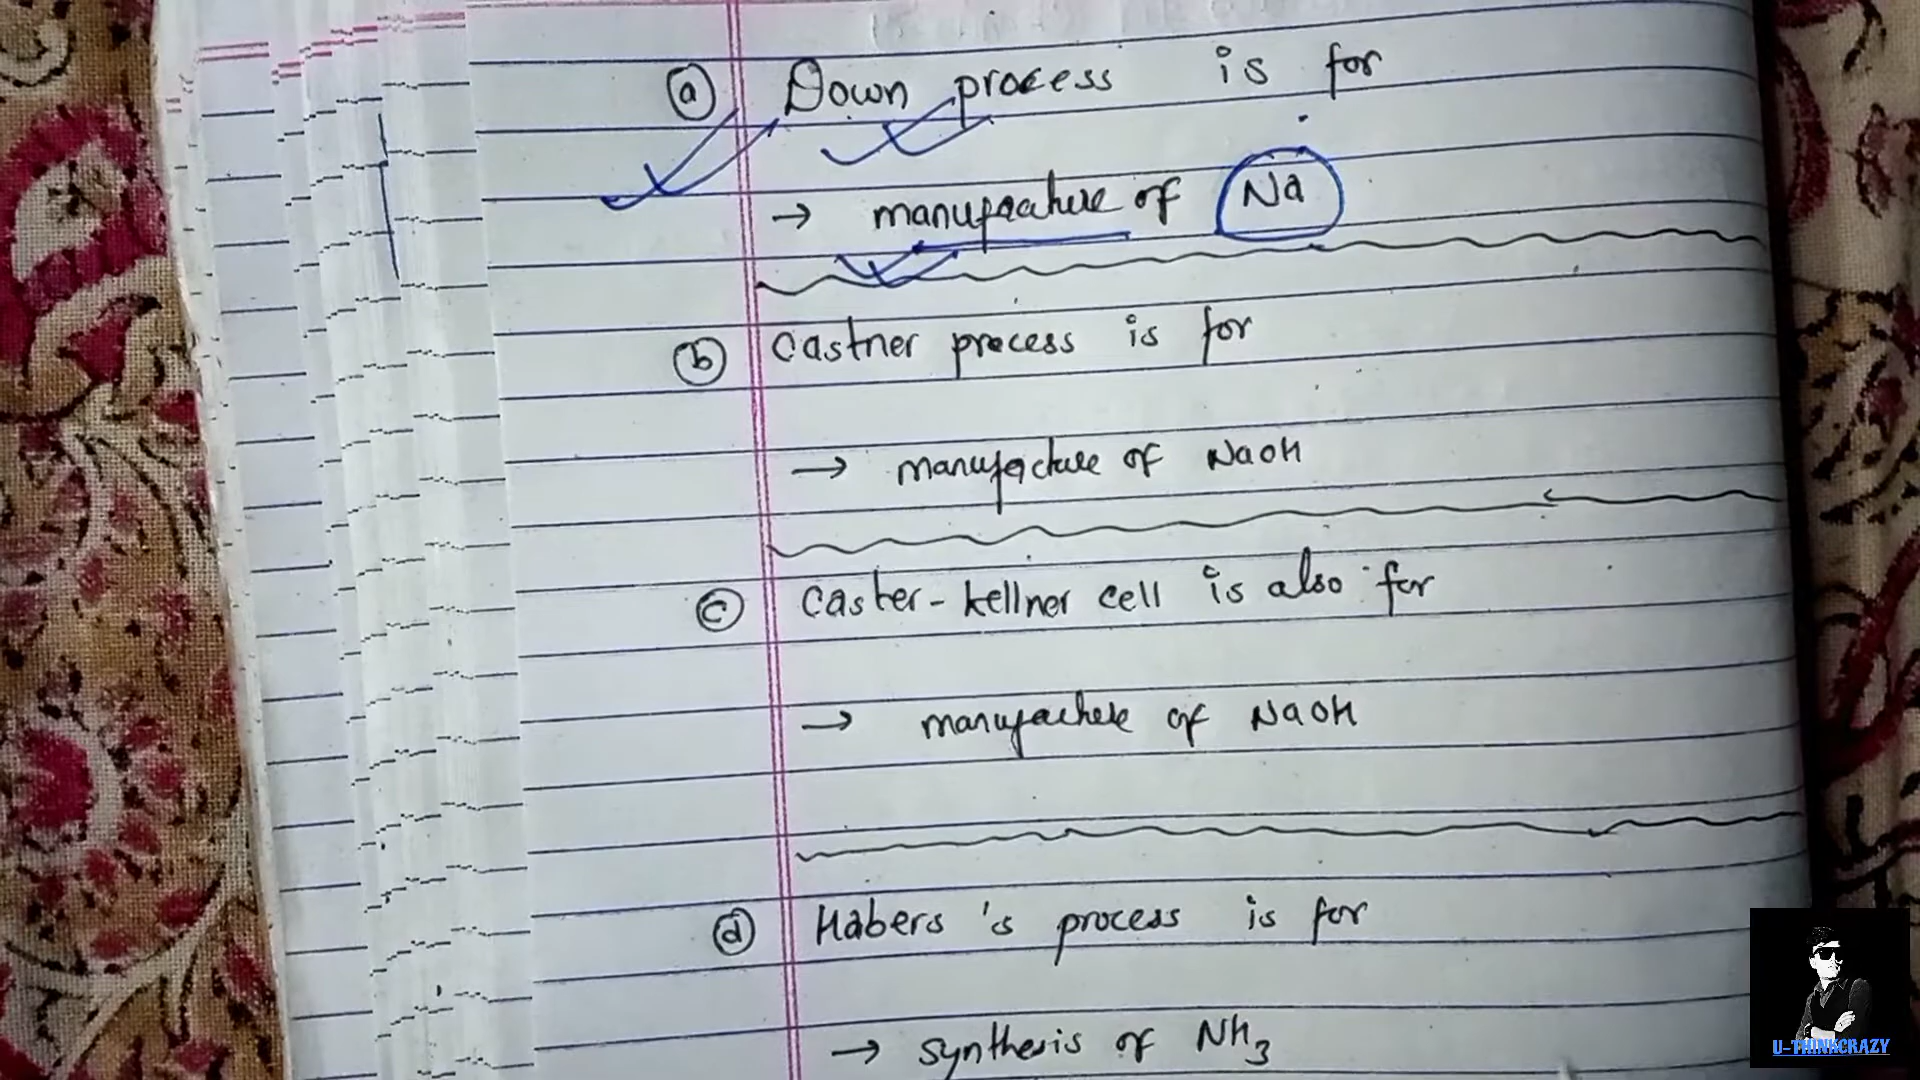 (a) Down process is for
→ manufacture of Na
(b) Castner process is for
→ manufacture of NaOH
(c) Caster-kellner cell is also for
→ manufacture of NaOH
(d) Habers 's process is for
→ synthesis of NH3
U-THINKCRAZY